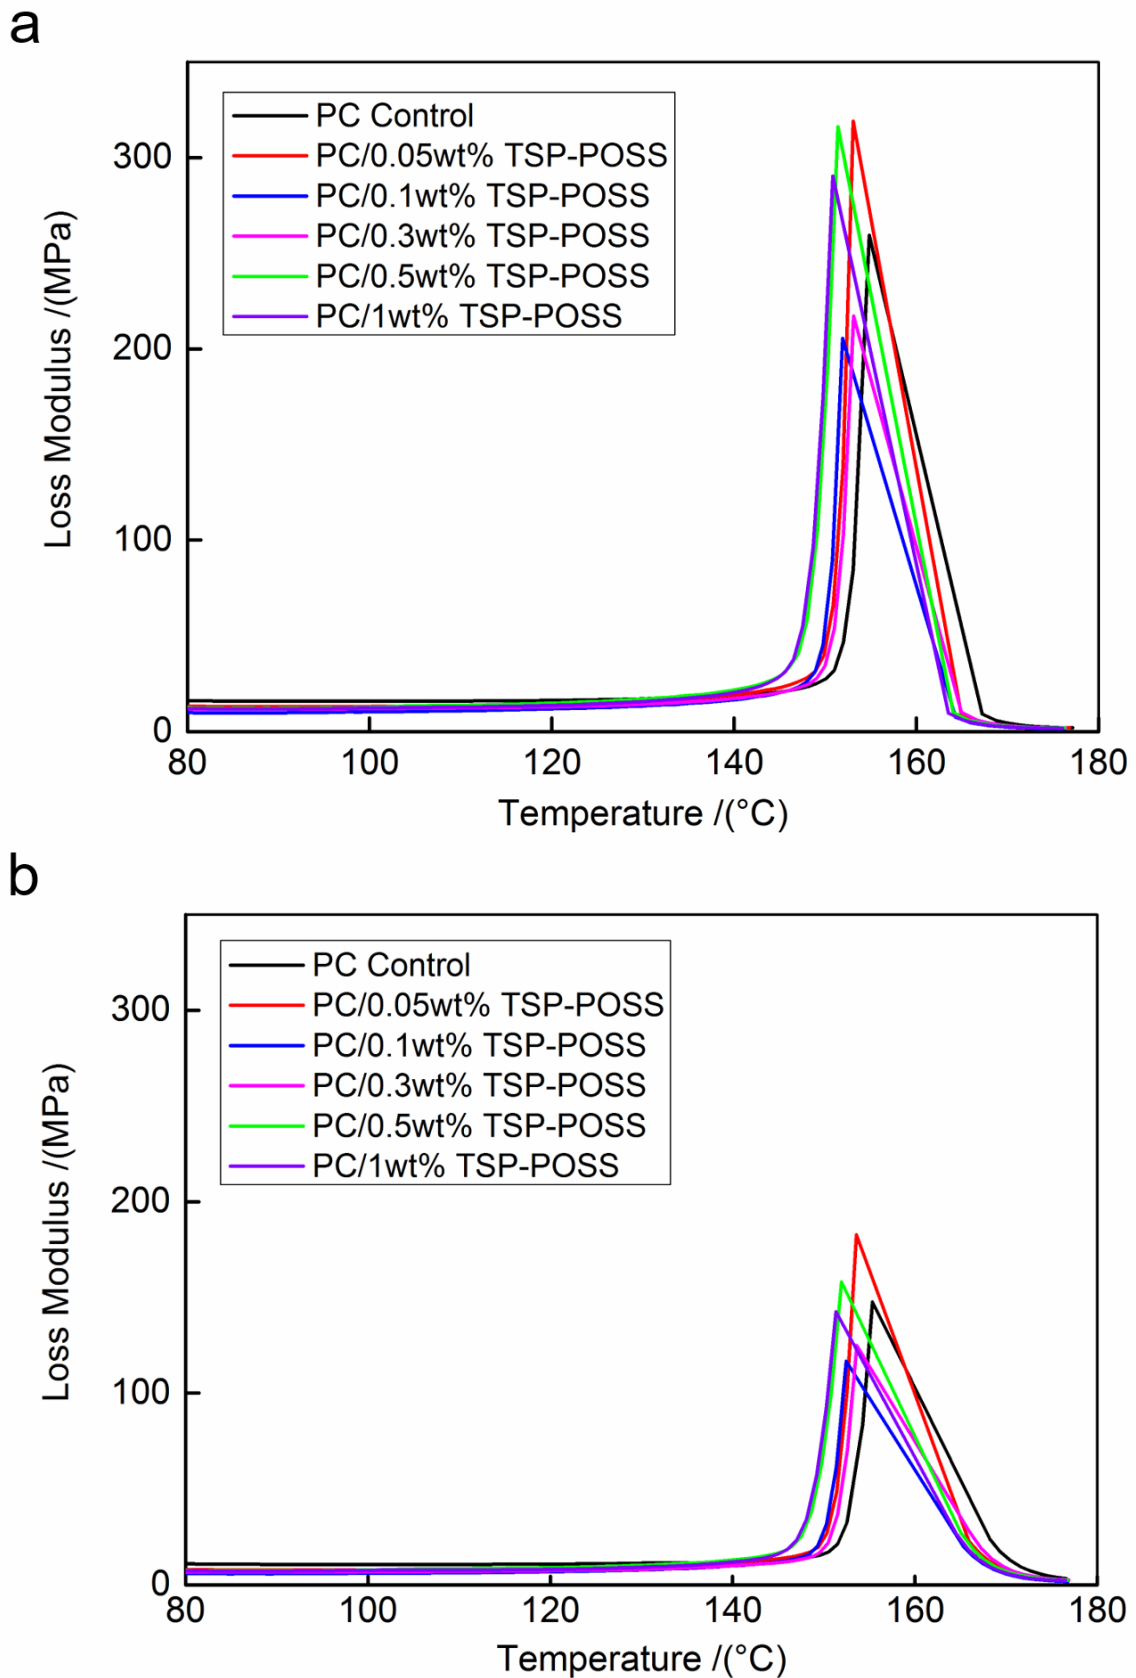 a
PC Control
PC/0.05wt% TSP-POSS
PC/0.1wt% TSP-POSS
PC/0.3wt% TSP-POSS
PC/0.5wt% TSP-POSS
PC/1wt% TSP-POSS
Loss Modulus /(MPa)
300
200
100
0
80 100 120 140 160 180
Temperature /(°C)
b
PC Control
PC/0.05wt% TSP-POSS
PC/0.1wt% TSP-POSS
PC/0.3wt% TSP-POSS
PC/0.5wt% TSP-POSS
PC/1wt% TSP-POSS
Loss Modulus /(MPa)
300
200
100
0
80 100 120 140 160 180
Temperature /(°C)